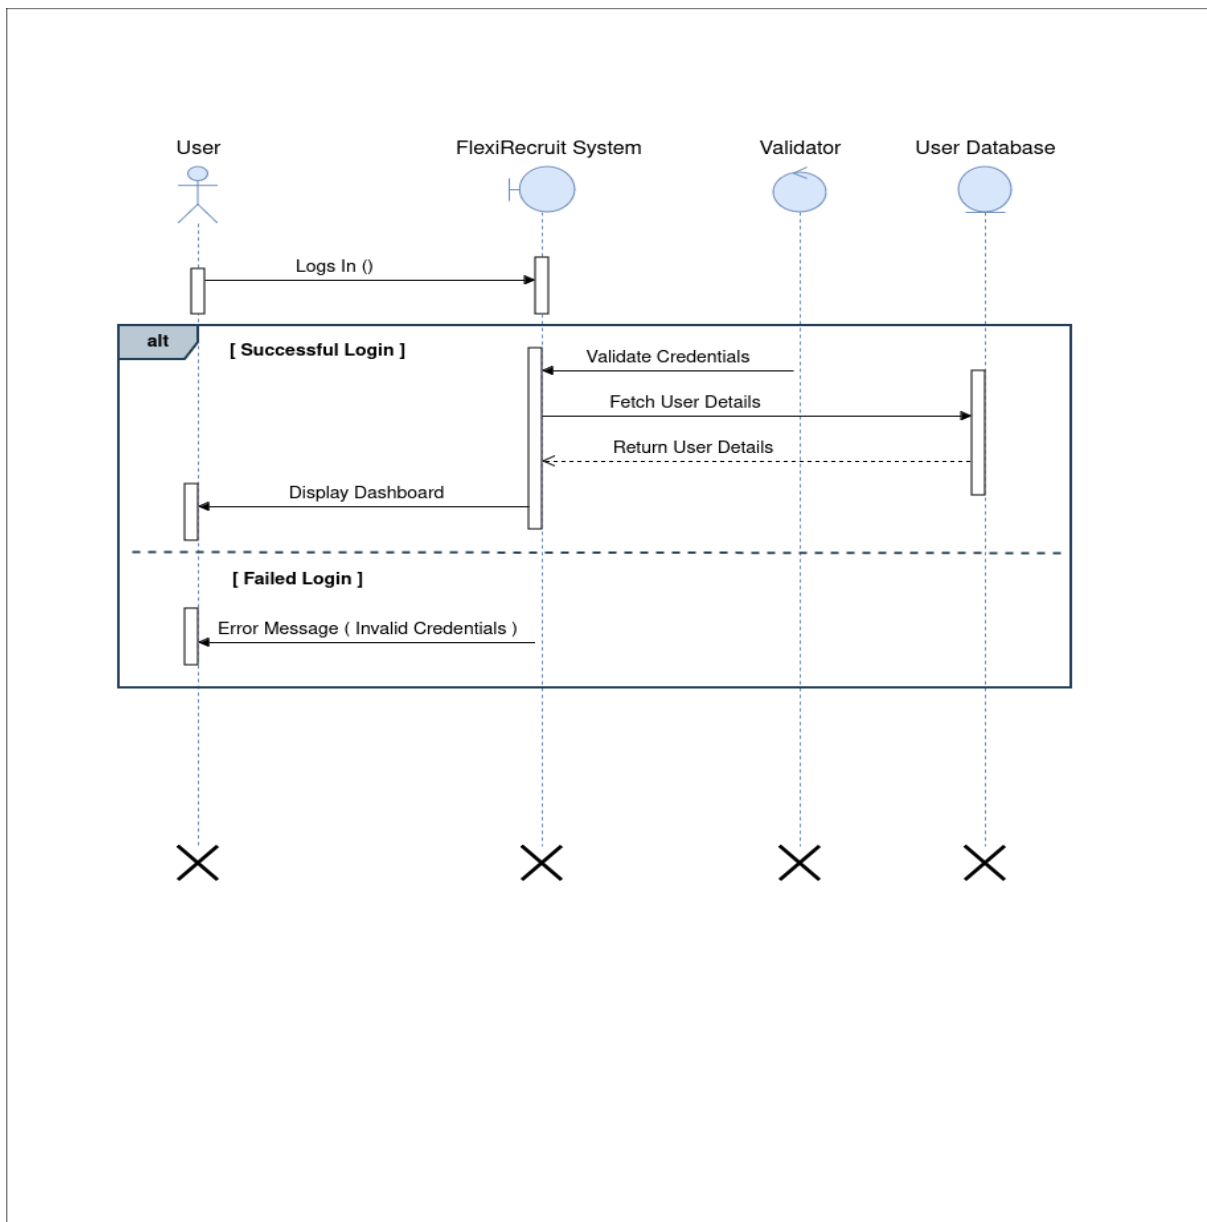 User
FlexiRecruit System
Validator
User Database
Logs In ()
alt
[ Successful Login ]
Validate Credentials
Fetch User Details
Return User Details
Display Dashboard
[ Failed Login ]
Error Message ( Invalid Credentials )